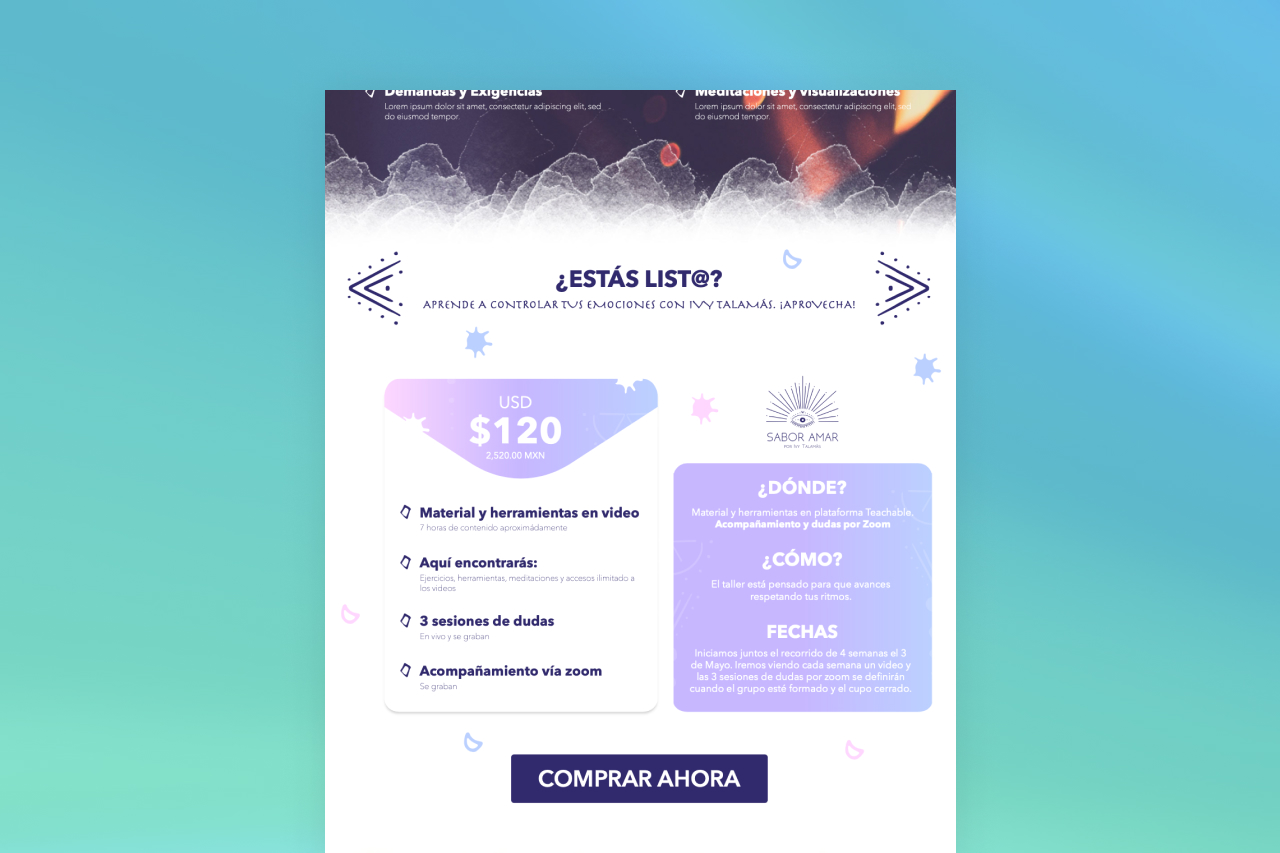 Demandas y Exigencias
Lorem ipsum dolor sit amet, consectetur adipiscing elit, sed
do eiusmod tempor.
Meditaciones y visualizaciones
Lorem ipsum dolor sit amet, consectetur adipiscing elit, sed
do eiusmod tempor.
¿ESTÁS LIST@?
APRENDE A CONTROLAR TUS EMOCIONES CON IVY TALAMÁS. ¡APROVECHA!
USD
$120
2,520.00 MXN
Material y herramientas en video
7 horas de contenido aproximádamente
Aquí encontrarás:
Ejercicios, herramientas, meditaciones y accesos ilimitado a
los videos
3 sesiones de dudas
En vivo y se graban
Acompañamiento vía zoom
Se graban
SABOR AMAR
POR IVY TALAMÁS
¿DÓNDE?
Material y herramientas en plataforma Teachable.
Acompañamiento y dudas por Zoom
¿CÓMO?
El taller está pensado para que avances
respetando tus ritmos.
FECHAS
Iniciamos juntos el recorrido de 4 semanas el 3
de Mayo. Iremos viendo cada semana un video y
las 3 sesiones de dudas por zoom se definirán
cuando el grupo esté formado y el cupo cerrado.
COMPRAR AHORA